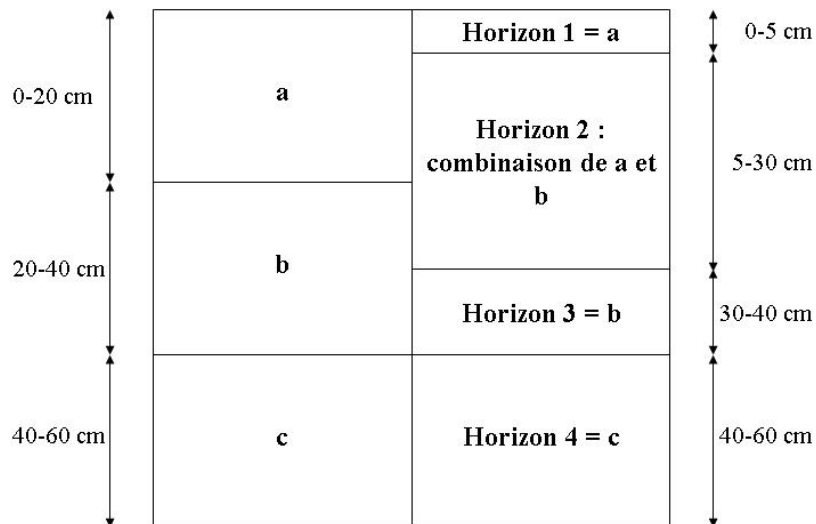 0-20 cm
20-40 cm
40-60 cm
a
b
c
Horizon 1 = a
Horizon 2 :
combinaison de a et
b
Horizon 3 = b
Horizon 4 = c
0-5 cm
5-30 cm
30-40 cm
40-60 cm